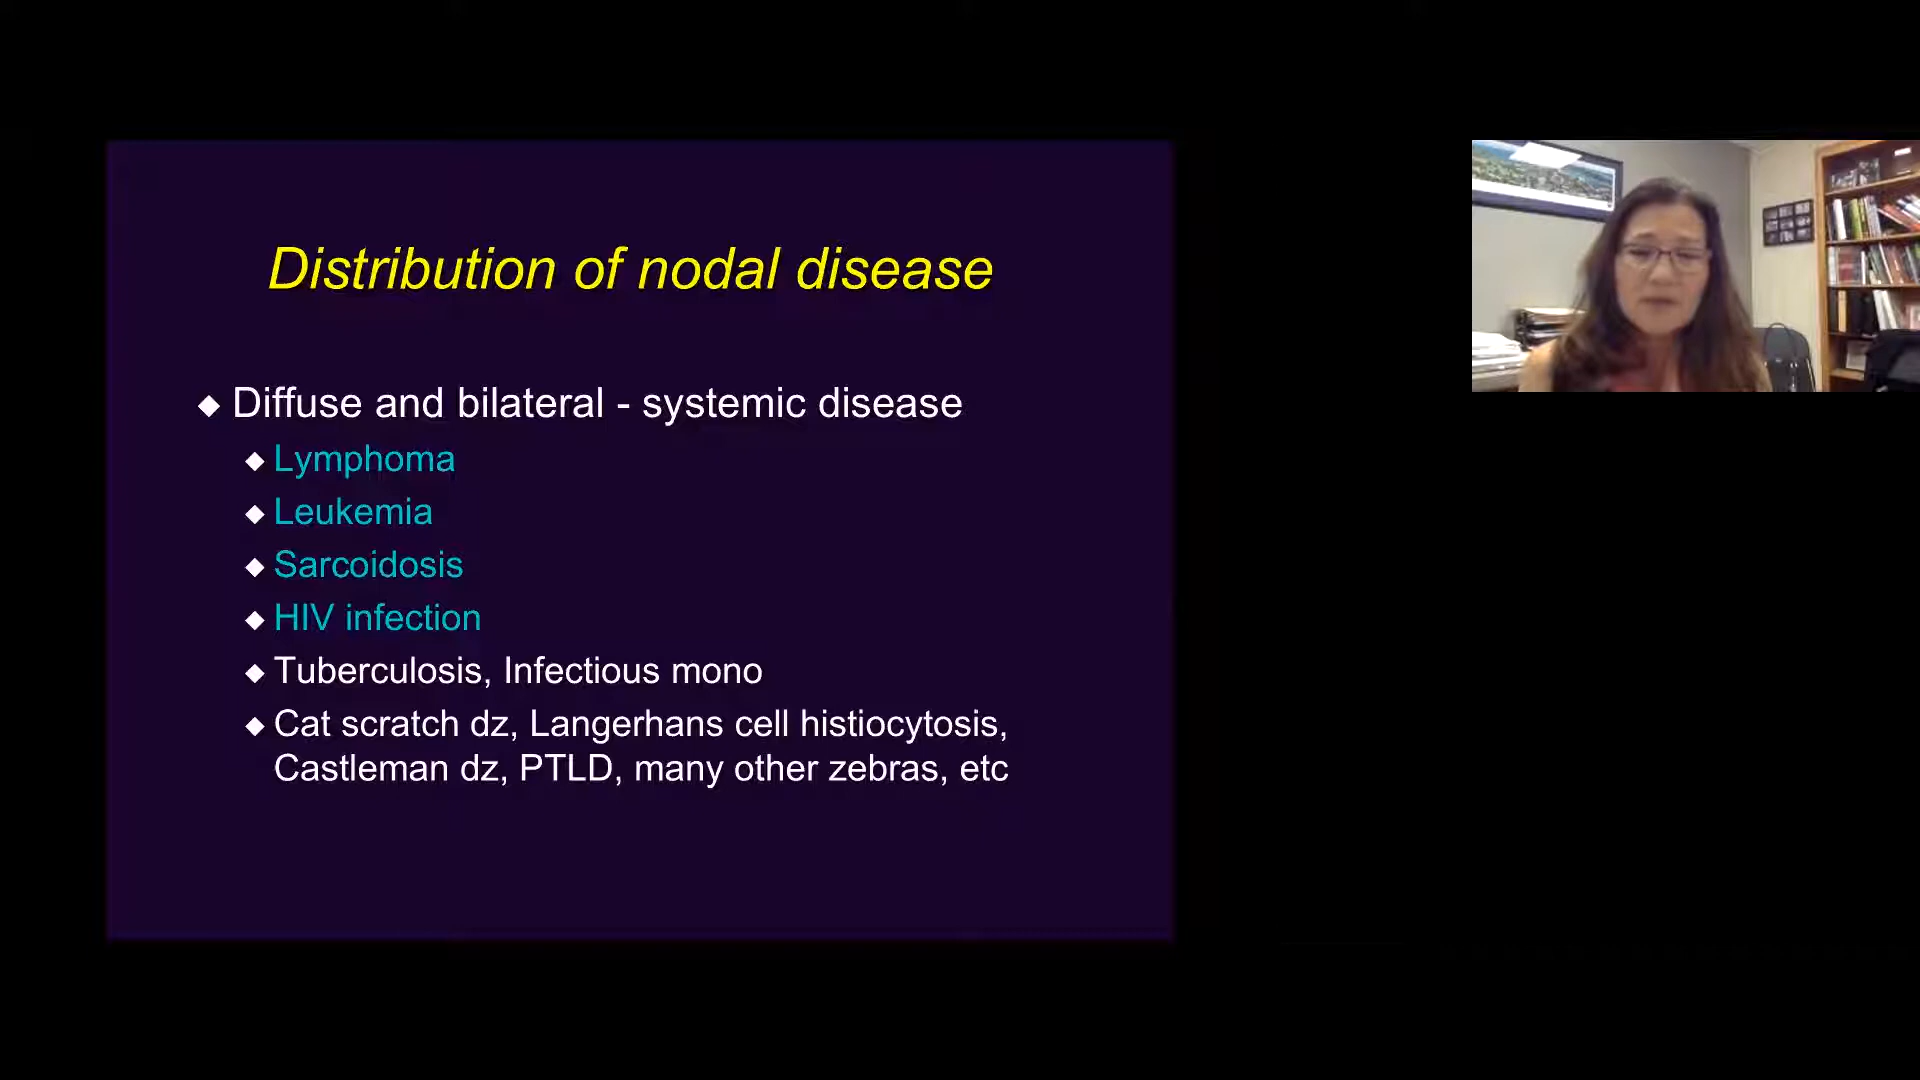 Distribution of nodal disease
Diffuse and bilateral - systemic disease
Lymphoma
Leukemia
Sarcoidosis
HIV infection
Tuberculosis, Infectious mono
Cat scratch dz, Langerhans cell histiocytosis,
Castleman dz, PTLD, many other zebras, etc